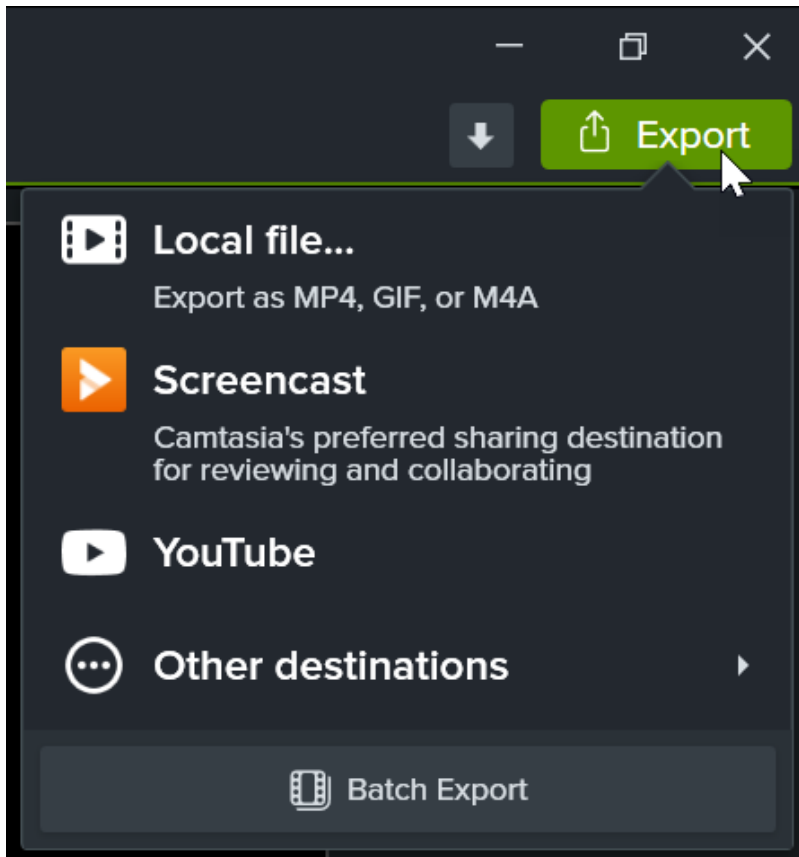 Export
Local file...
Export as MP4, GIF, or M4A
Screencast
Camtasia's preferred sharing destination
for reviewing and collaborating
YouTube
Other destinations
Batch Export